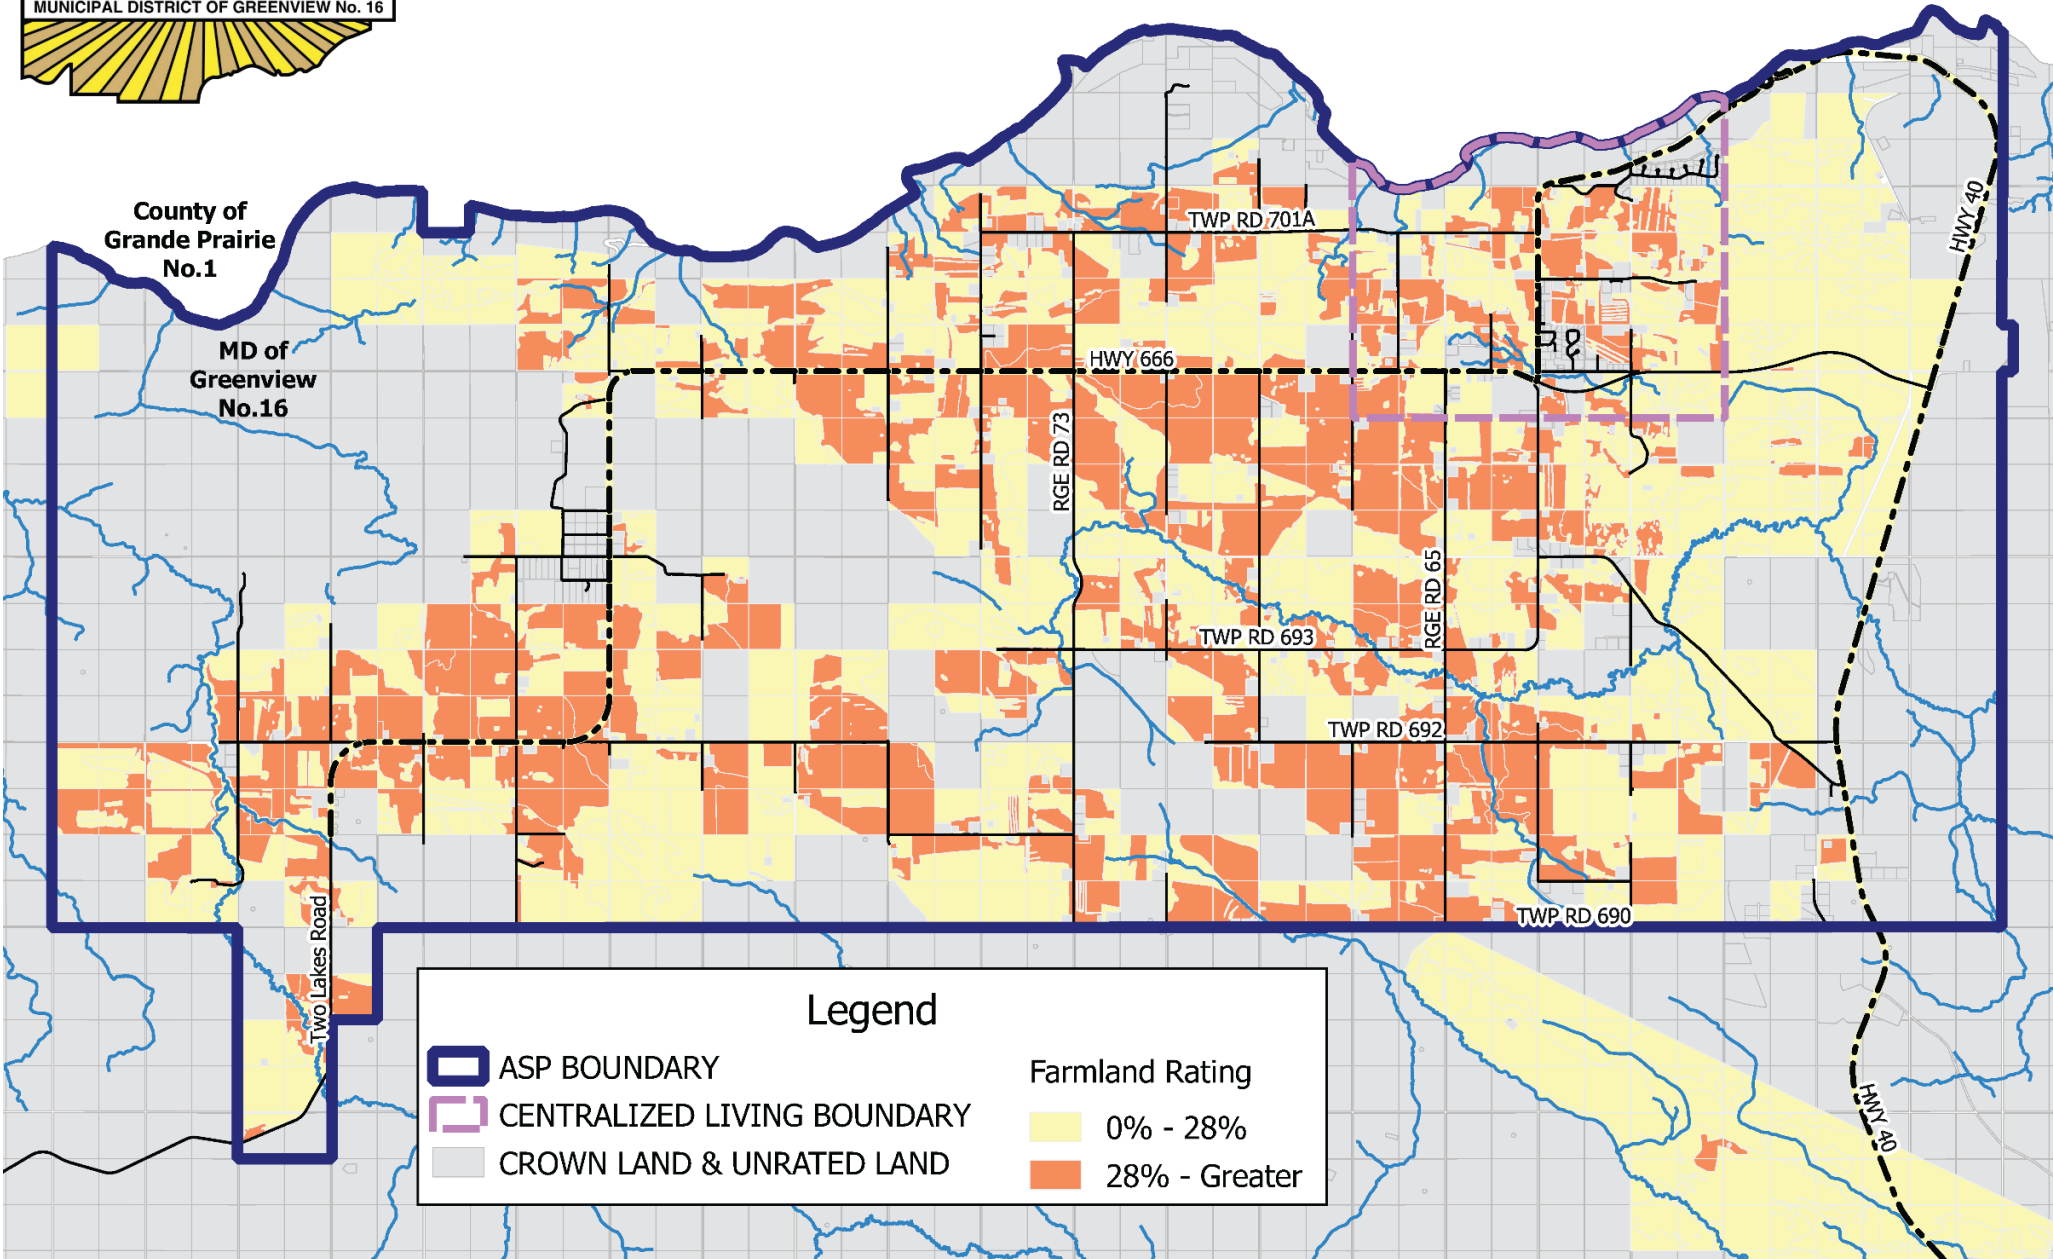 MUNICIPAL DISTRICT OF GREENVIEW No. 16
County of
Grande Prairie
No.1
MD of
Greenview
No.16
TWP RD 701A
HWY 40
HWY 666
RGE RD 73
RGE RD 65
TWP RD 693
TWP RD 692
TWP RD 690
Two Lakes Road
HWY 40
Legend
ASP BOUNDARY
CENTRALIZED LIVING BOUNDARY
CROWN LAND & UNRATED LAND
Farmland Rating
0% - 28%
28% - Greater